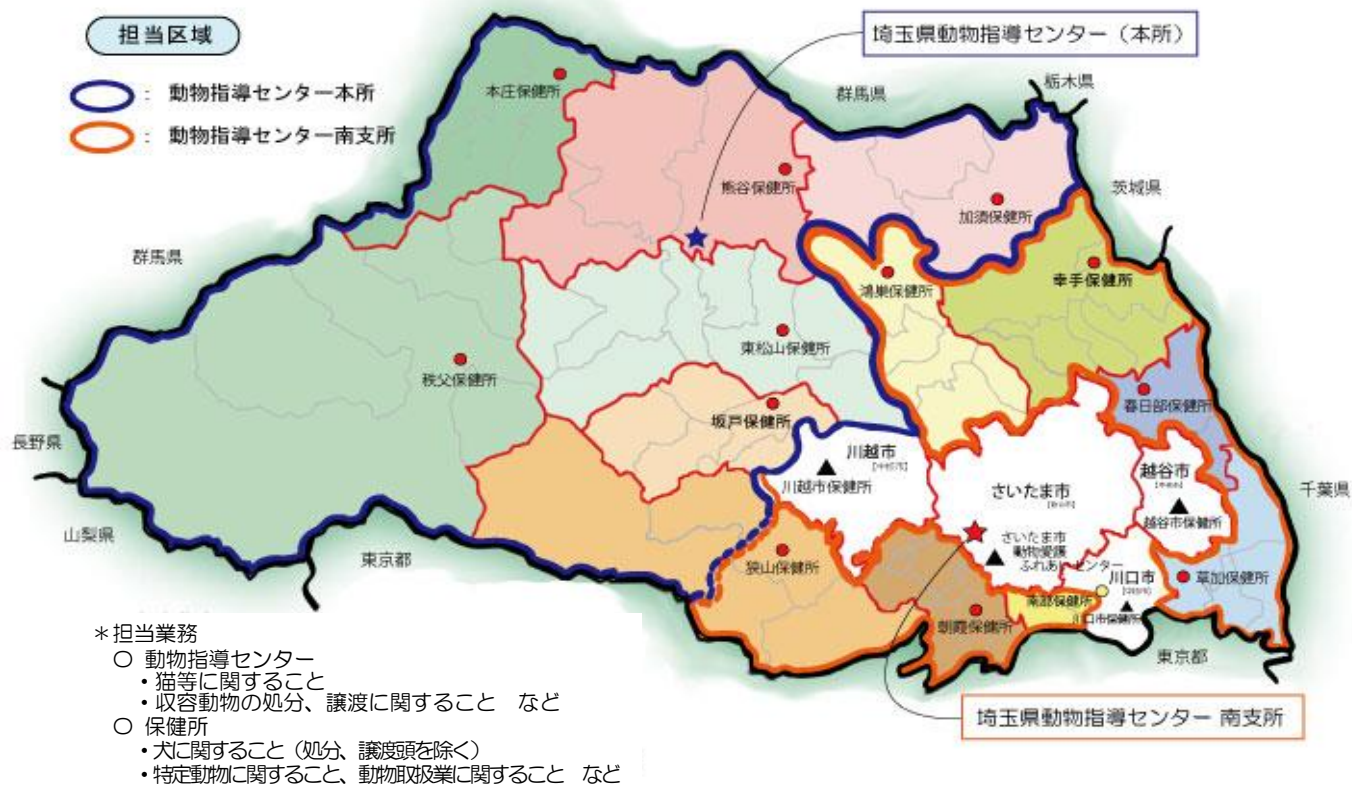 担当区域
埼玉県動物指導センター（本所）
： 動物指導センター本所
： 動物指導センター南支所
群馬県
栃木県
茨城県
群馬県
長野県
山梨県
東京都
千葉県
東京都
本庄保健所
熊谷保健所
加須保健所
鴻巣保健所
幸手保健所
秩父保健所
東松山保健所
坂戸保健所
春日部保健所
川越市
川越市保健所
さいたま市
越谷市
越谷市保健所
さいたま市
動物愛護
ふれあいセンター
狭山保健所
川口市
草加保健所
南部保健所
川口市保健所
朝霞保健所
埼玉県動物指導センター 南支所
＊担当業務
○ 動物指導センター
・猫等に関すること
・収容動物の処分、譲渡に関すること　など
○ 保健所
・犬に関すること（処分、譲渡頭を除く）
・特定動物に関すること、動物取扱業に関すること　など